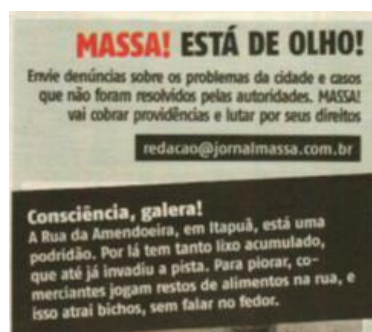 MASSA! ESTÁ DE OLHO!
Envie denúncias sobre os problemas da cidade e casos
que não foram resolvidos pelas autoridades. MASSA!
vai cobrar providências e lutar por seus direitos
redacao@jornalmassa.com.br
Consciência, galera!
A Rua da Amendoeira, em Itapuã, está uma
podridão. Por lá tem tanto lixo acumulado,
que até já invadiu a pista. Para piorar, co-
merciantes jogam restos de alimentos na rua, e
isso atrai bichos, sem falar no fedor.